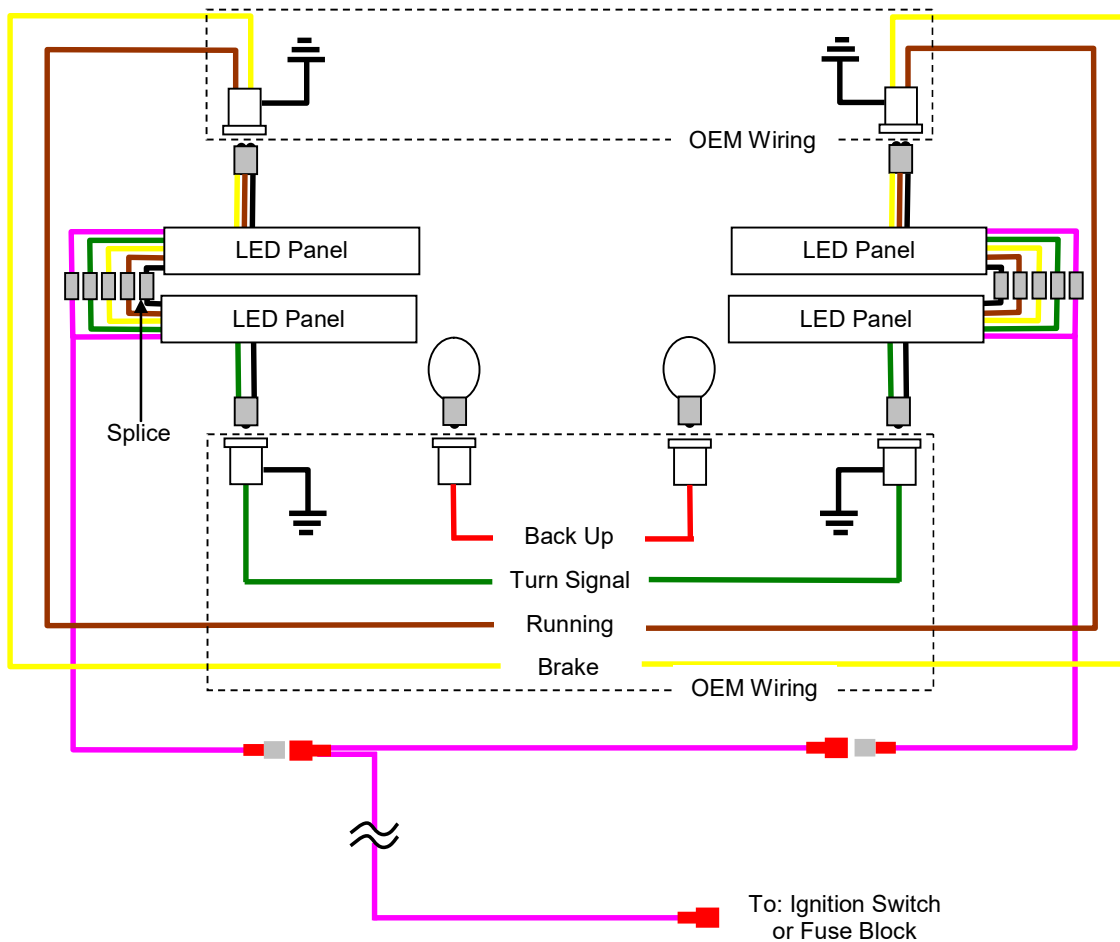 OEM Wiring
LED Panel
LED Panel
LED Panel
LED Panel
Splice
Back Up
Turn Signal
Running
Brake
OEM Wiring
To: Ignition Switch
or Fuse Block